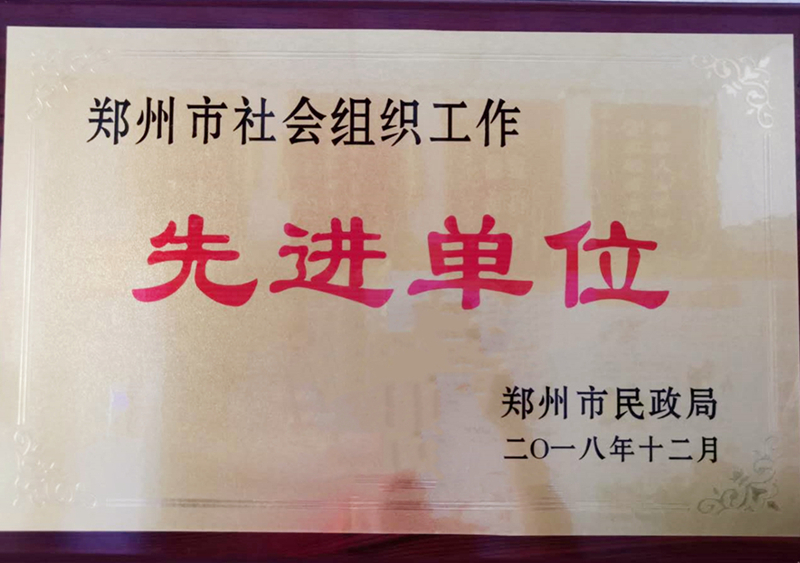 郑州市社会组织工作
先进单位
郑州市民政局
二〇一八年十二月